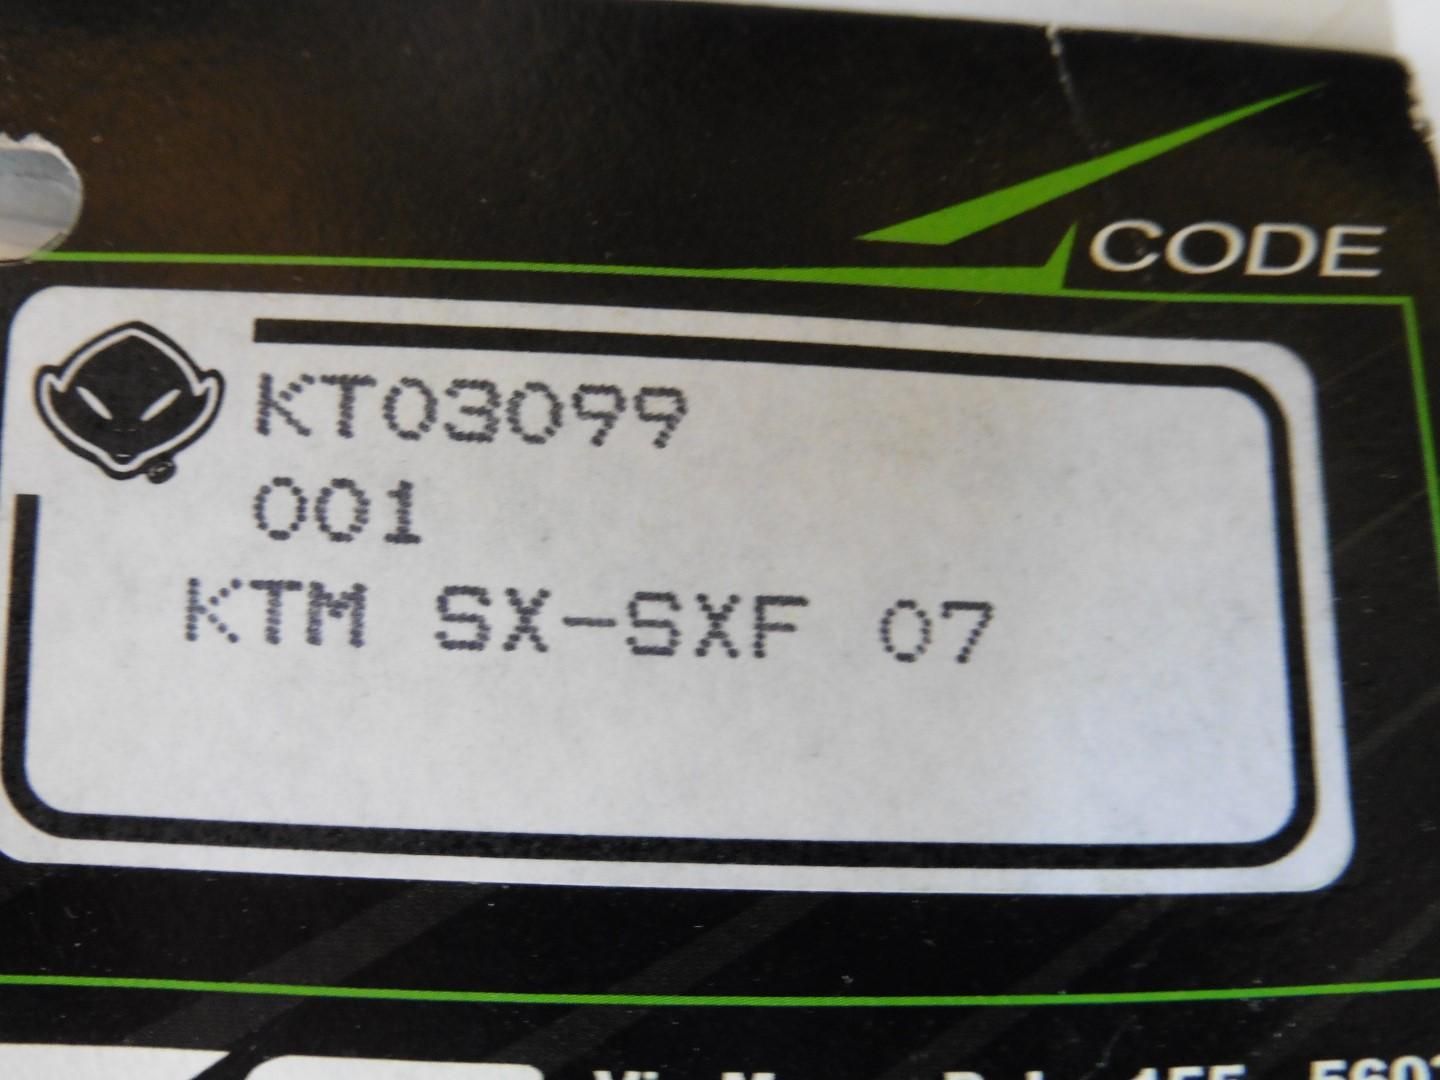 CODE
KT03099
001
KTM SX-SXF 07